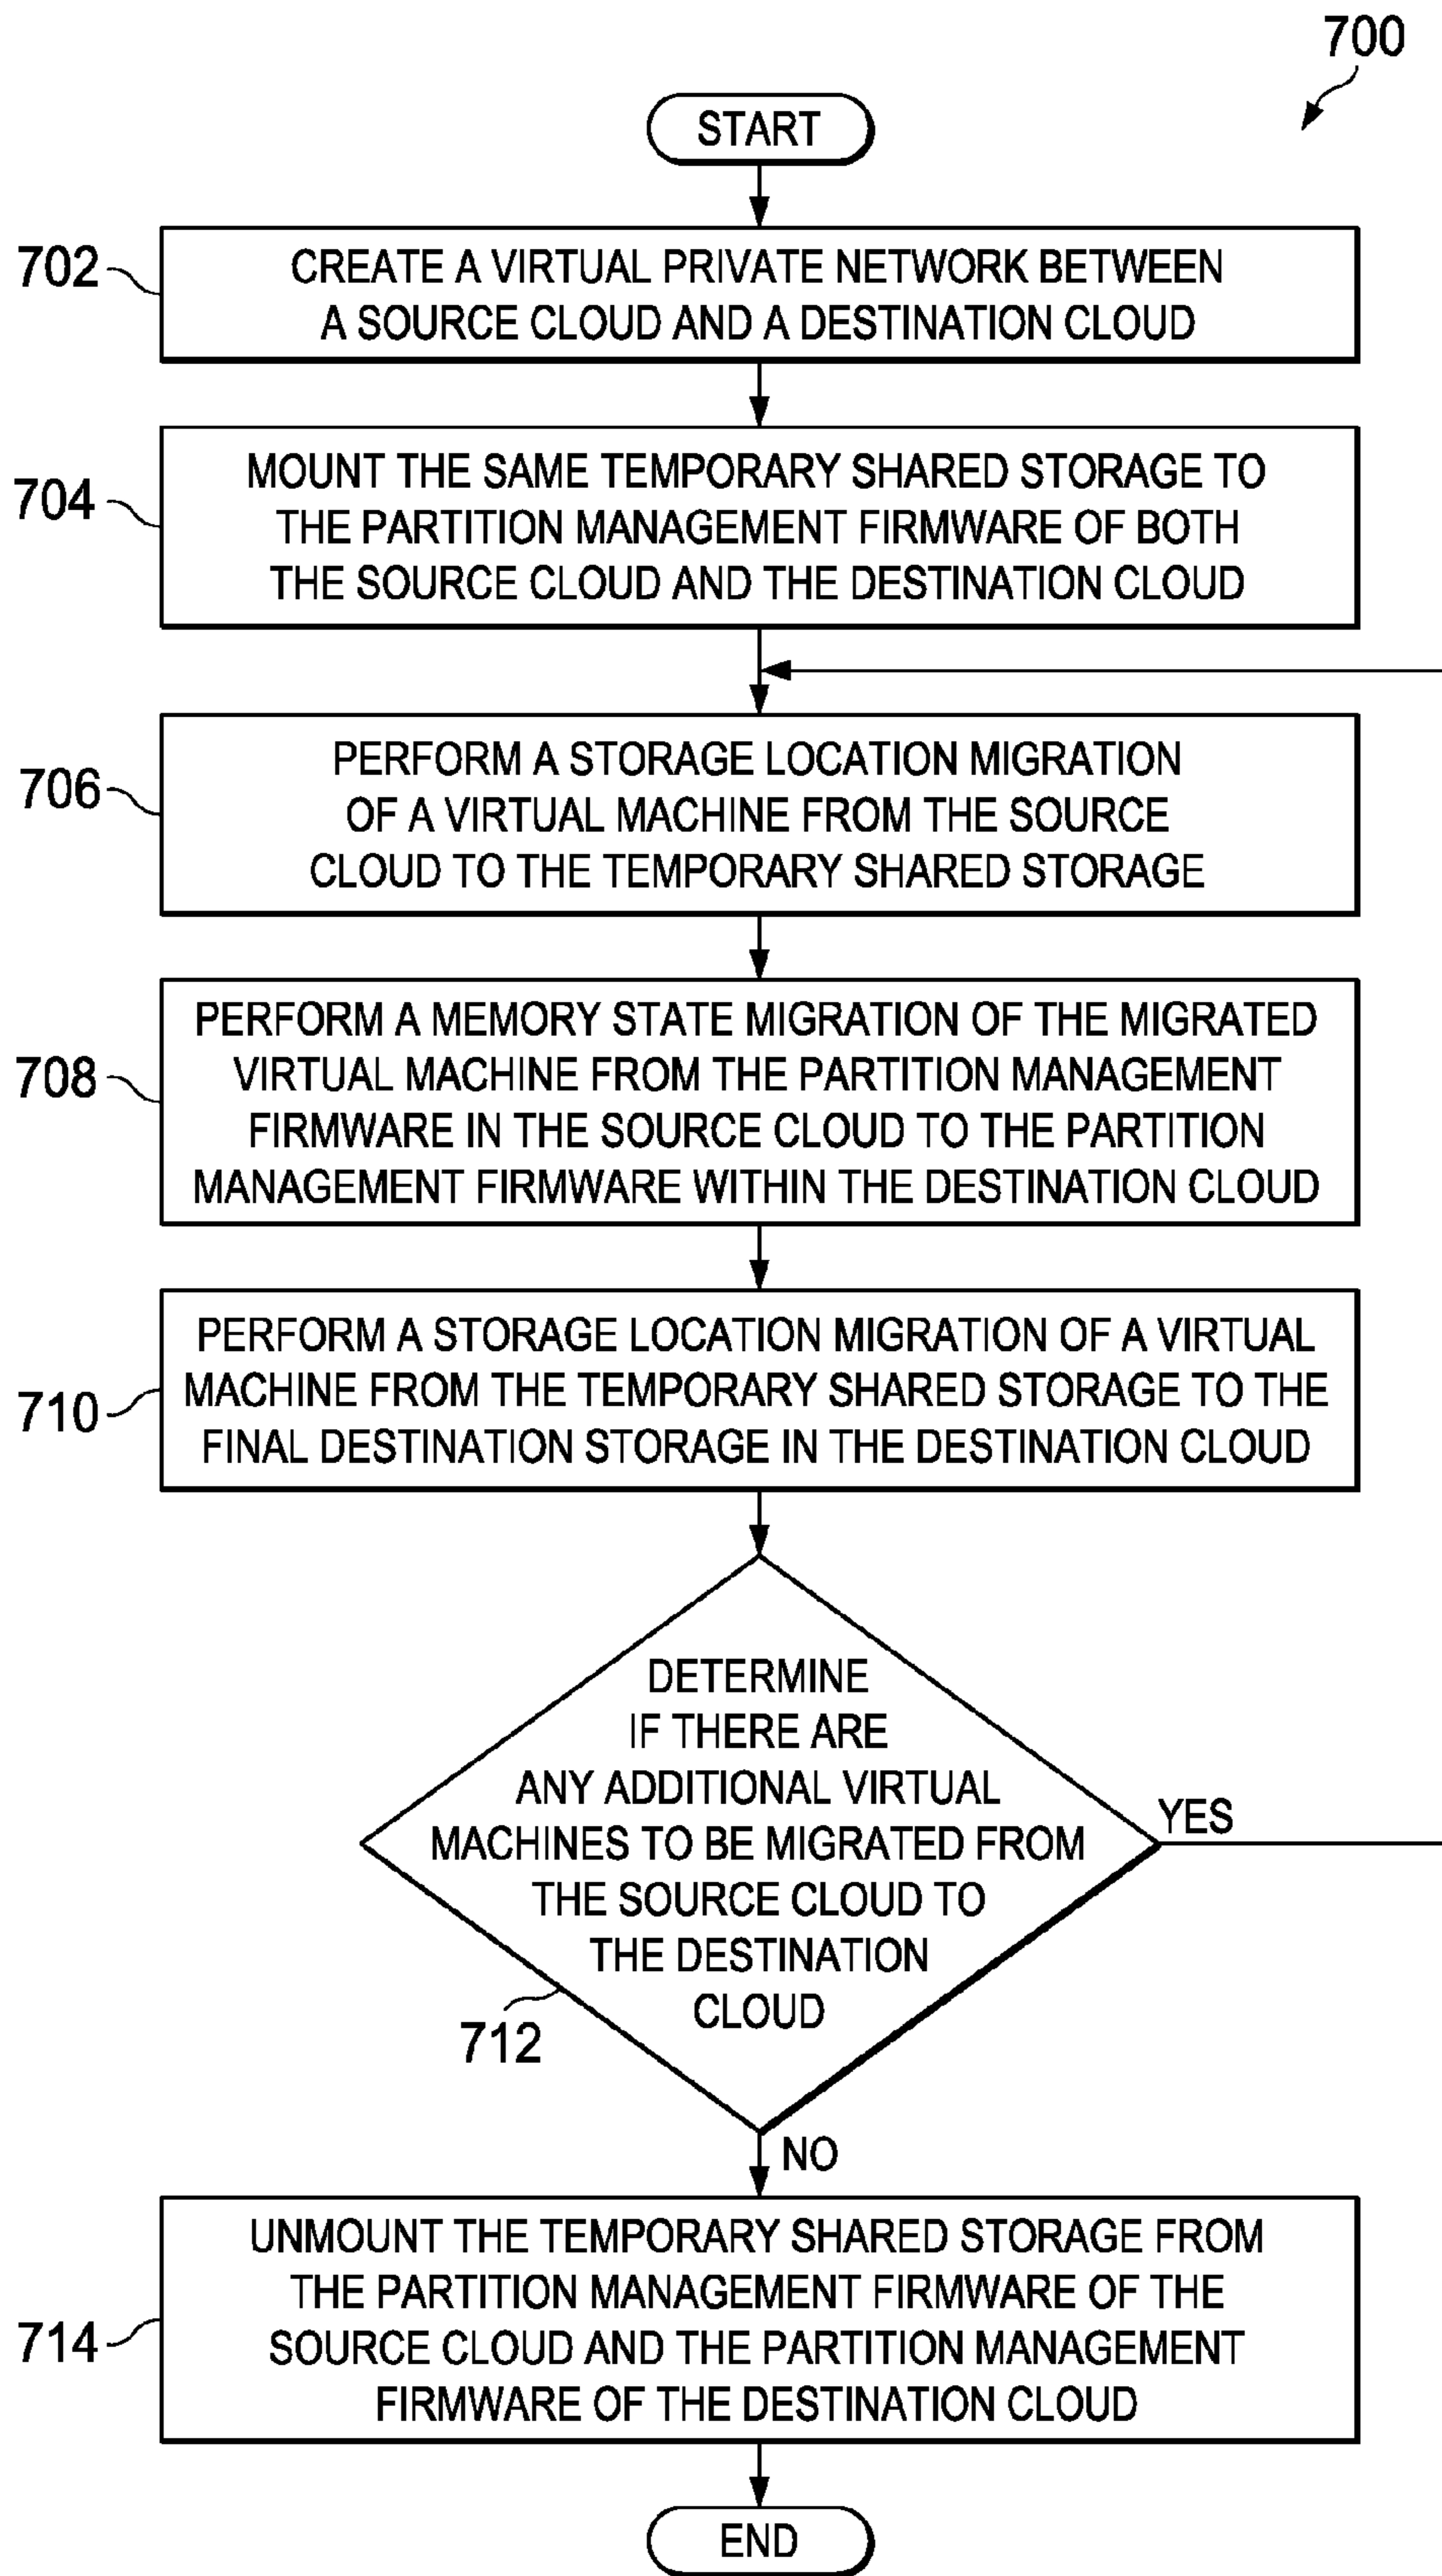 700
START
702
CREATE A VIRTUAL PRIVATE NETWORK BETWEEN
A SOURCE CLOUD AND A DESTINATION CLOUD
704
MOUNT THE SAME TEMPORARY SHARED STORAGE TO
THE PARTITION MANAGEMENT FIRMWARE OF BOTH
THE SOURCE CLOUD AND THE DESTINATION CLOUD
706
PERFORM A STORAGE LOCATION MIGRATION
OF A VIRTUAL MACHINE FROM THE SOURCE
CLOUD TO THE TEMPORARY SHARED STORAGE
708
PERFORM A MEMORY STATE MIGRATION OF THE MIGRATED
VIRTUAL MACHINE FROM THE PARTITION MANAGEMENT
FIRMWARE IN THE SOURCE CLOUD TO THE PARTITION
MANAGEMENT FIRMWARE WITHIN THE DESTINATION CLOUD
710
PERFORM A STORAGE LOCATION MIGRATION OF A VIRTUAL
MACHINE FROM THE TEMPORARY SHARED STORAGE TO THE
FINAL DESTINATION STORAGE IN THE DESTINATION CLOUD
DETERMINE
IF THERE ARE
ANY ADDITIONAL VIRTUAL
MACHINES TO BE MIGRATED FROM
THE SOURCE CLOUD TO
THE DESTINATION
CLOUD
YES
712
NO
714
UNMOUNT THE TEMPORARY SHARED STORAGE FROM
THE PARTITION MANAGEMENT FIRMWARE OF THE
SOURCE CLOUD AND THE PARTITION MANAGEMENT
FIRMWARE OF THE DESTINATION CLOUD
END